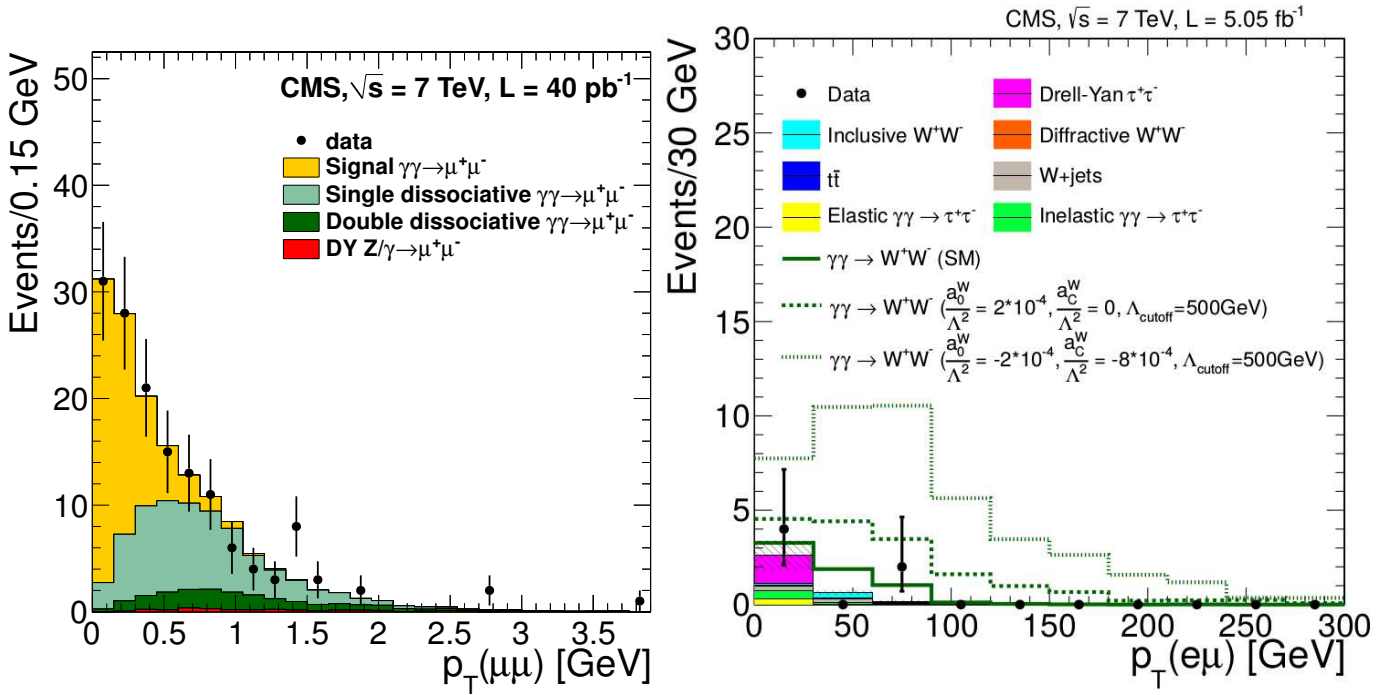 CMS, √s = 7 TeV, L = 40 pb⁻¹
data
Signal γγ→μ⁺μ⁻
Single dissociative γγ→μ⁺μ⁻
Double dissociative γγ→μ⁺μ⁻
DY Z/γ→μ⁺μ⁻
Events/0.15 GeV
50
40
30
20
10
0
0 0.5 1 1.5 2 2.5 3 3.5
p_T(μμ) [GeV]
CMS, √s = 7 TeV, L = 5.05 fb⁻¹
Data
Drell-Yan τ⁺τ⁻
Inclusive W⁺W⁻
Diffractive W⁺W⁻
tt̄
W+jets
Elastic γγ → τ⁺τ⁻
Inelastic γγ → τ⁺τ⁻
γγ → W⁺W⁻ (SM)
γγ → W⁺W⁻ (a₀ᵂ/Λ² = 2*10⁻⁴, a_Cᵂ/Λ² = 0, Λ_cutoff=500GeV)
γγ → W⁺W⁻ (a₀ᵂ/Λ² = -2*10⁻⁴, a_Cᵂ/Λ² = -8*10⁻⁴, Λ_cutoff=500GeV)
Events/30 GeV
30
25
20
15
10
5
0
0 50 100 150 200 250 300
p_T(eμ) [GeV]